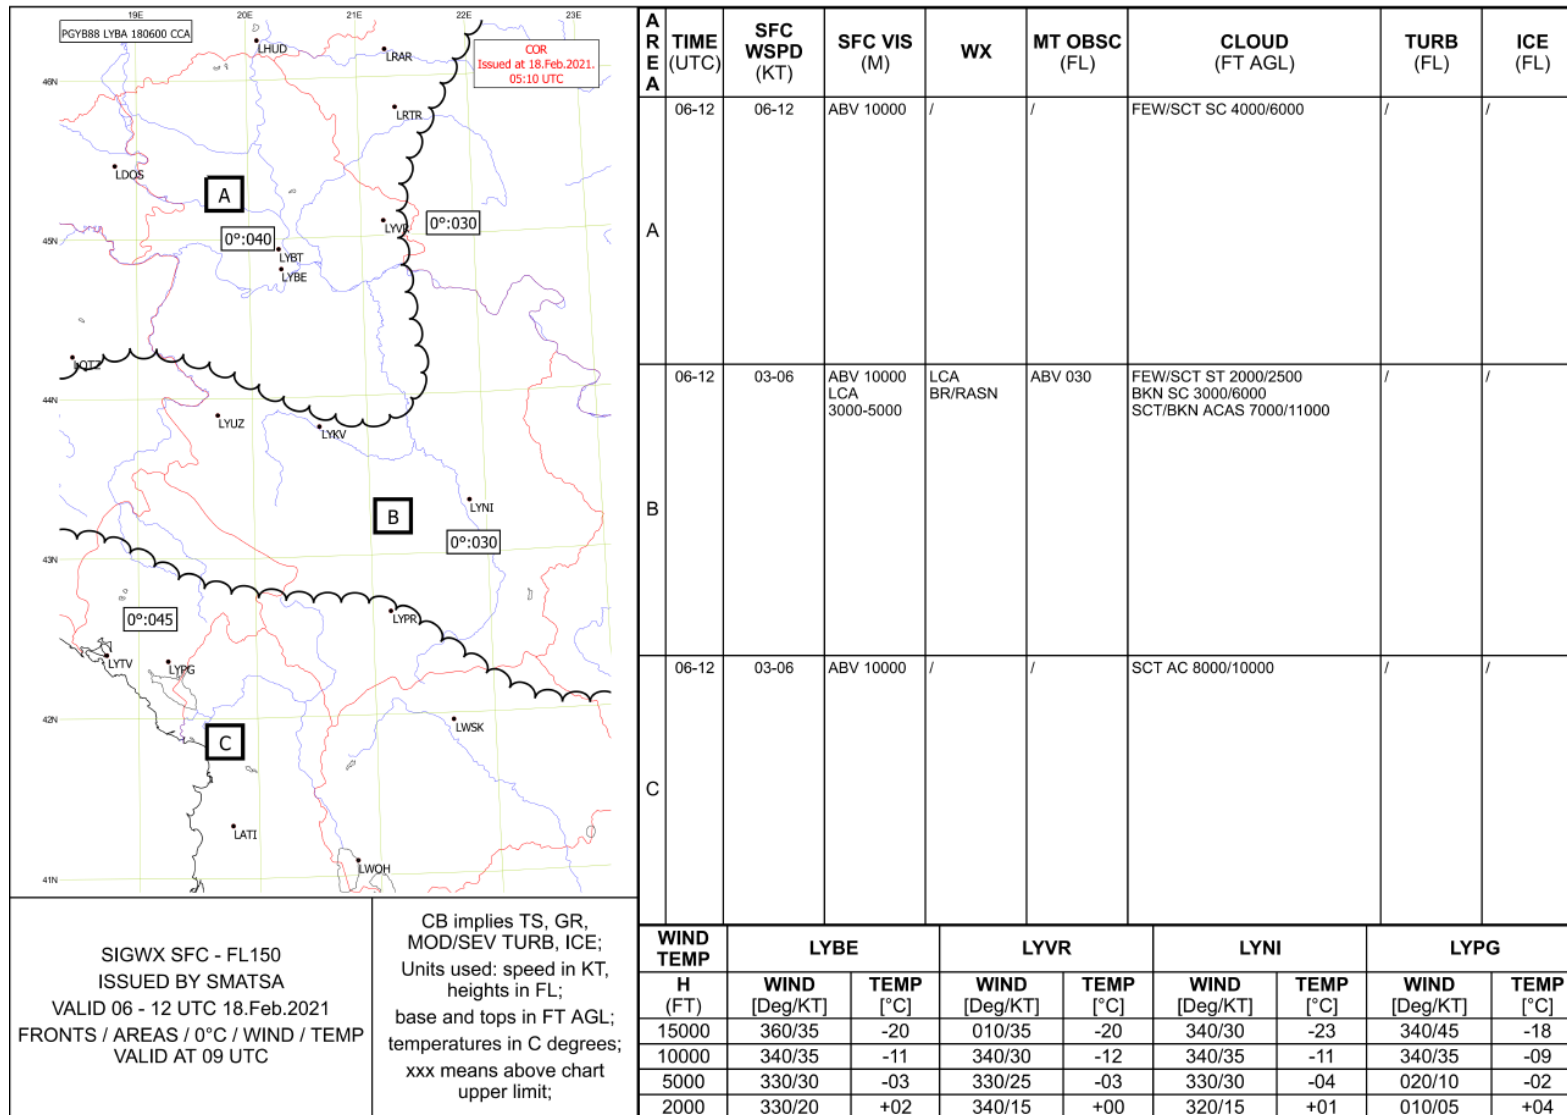 19E 20E 21E 22E 23E
PGYB88 LYBA 180600 CCA
COR
Issued at 18.Feb.2021.
05:10 UTC
LHUD
LRAR
46N
LRTR
LDOS
A
0°:030
LYVR
45N
0°:040
LYBT
LYBE
LQTZ
44N
LYUZ
LYKV
B
LYNI
0°:030
43N
0°:045
LYPR
LYTV
LYPG
42N
LWSK
C
LATI
LWOH
41N
AREA TIME (UTC) SFC WSPD (KT) SFC VIS (M) WX MT OBSC (FL) CLOUD (FT AGL) TURB (FL) ICE (FL)
A 06-12 06-12 ABV 10000 / / FEW/SCT SC 4000/6000 / /
B 06-12 03-06 ABV 10000 LCA ABV 030 FEW/SCT ST 2000/2500 / /
LCA BR/RASN BKN SC 3000/6000
3000-5000 SCT/BKN ACAS 7000/11000
C 06-12 03-06 ABV 10000 / / SCT AC 8000/10000 / /
SIGWX SFC - FL150
ISSUED BY SMATSA
VALID 06 - 12 UTC 18.Feb.2021
FRONTS / AREAS / 0°C / WIND / TEMP
VALID AT 09 UTC
CB implies TS, GR,
MOD/SEV TURB, ICE;
Units used: speed in KT,
heights in FL;
base and tops in FT AGL;
temperatures in C degrees;
xxx means above chart
upper limit;
WIND TEMP LYBE LYVR LYNI LYPG
H (FT) WIND [Deg/KT] TEMP [°C] WIND [Deg/KT] TEMP [°C] WIND [Deg/KT] TEMP [°C] WIND [Deg/KT] TEMP [°C]
15000 360/35 -20 010/35 -20 340/30 -23 340/45 -18
10000 340/35 -11 340/30 -12 340/35 -11 340/35 -09
5000 330/30 -03 330/25 -03 330/30 -04 020/10 -02
2000 330/20 +02 340/15 +00 320/15 +01 010/05 +04